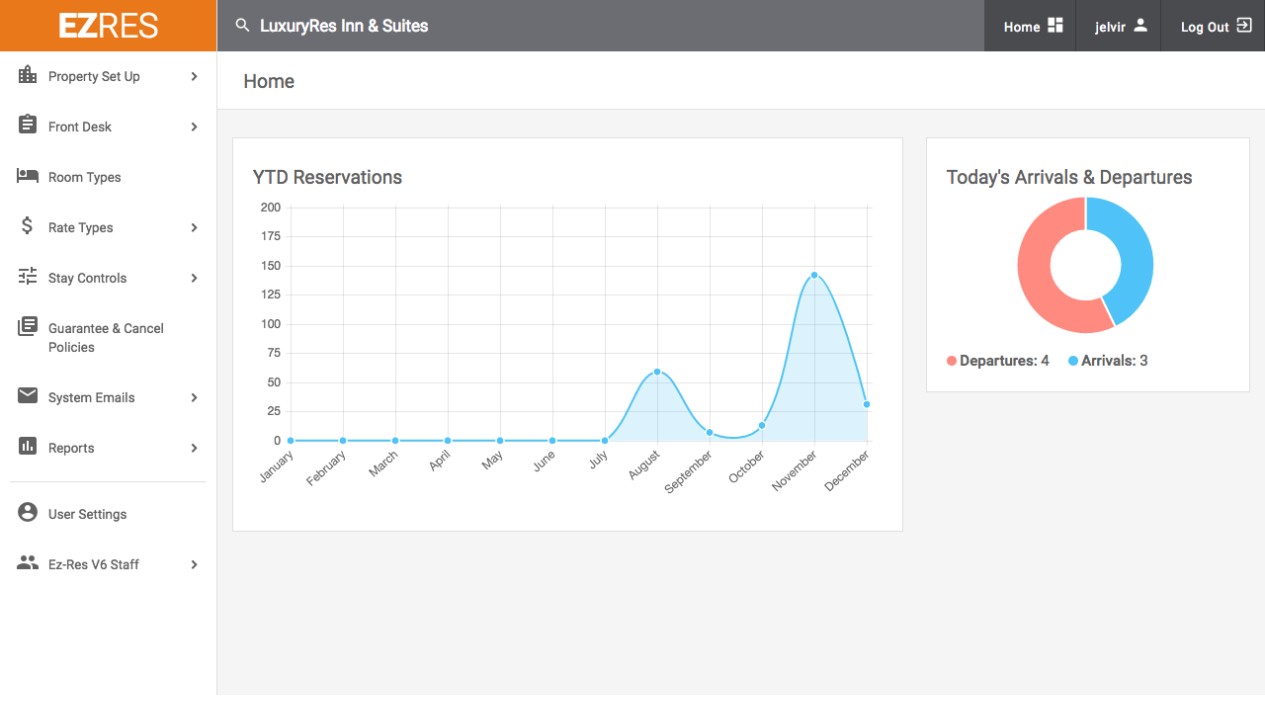 EZRES
LuxuryRes Inn & Suites
Home
jelvir
Log Out
Property Set Up
Front Desk
Room Types
Rate Types
Stay Controls
Guarantee & Cancel
Policies
System Emails
Reports
User Settings
Ez-Res V6 Staff
Home
YTD Reservations
200
175
150
125
100
75
50
25
0
January
February
March
April
May
June
July
August
September
October
November
December
Today's Arrivals & Departures
Departures: 4
Arrivals: 3